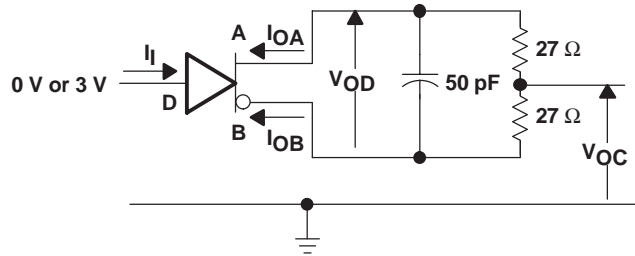 A
I_OA
I_I
27 Ω
0 V or 3 V
V_OD
50 pF
D
27 Ω
B
I_OB
V_OC